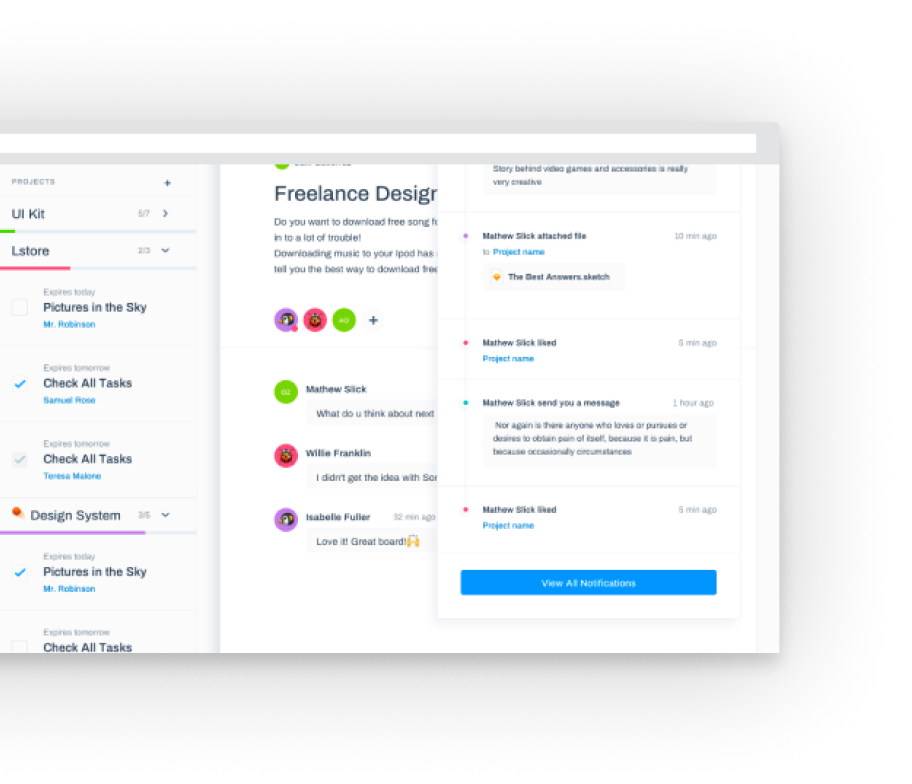 PROJECTS
+
UI Kit 5/7
Lstore 2/3
Expires today
Pictures in the Sky
Mr. Robinson
Expires tomorrow
Check All Tasks
Samuel Rose
Expires tomorrow
Check All Tasks
Teresa Malone
Design System 3/5
Expires today
Pictures in the Sky
Mr. Robinson
Expires tomorrow
Check All Tasks
Freelance Design
Do you want to download free song
in to a lot of trouble!
Downloading music to your Ipod has
tell you the best way to download free
AO
+
OZ
Mathew Slick
What do u think about next
Willie Franklin
I didn't get the idea with
Isabelle Fuller 32 min ago
Love it! Great board!🙌
Story behind video games and accessories is really
very creative
Mathew Slick attached file 10 min ago
to Project name
The Best Answers.sketch
Mathew Slick liked 5 min ago
Project name
Mathew Slick send you a message 1 hour ago
Nor again is there anyone who loves or pursues or
desires to obtain pain of itself, because it is pain, but
because occasionally circumstances
Mathew Slick liked 5 min ago
Project name
View All Notifications